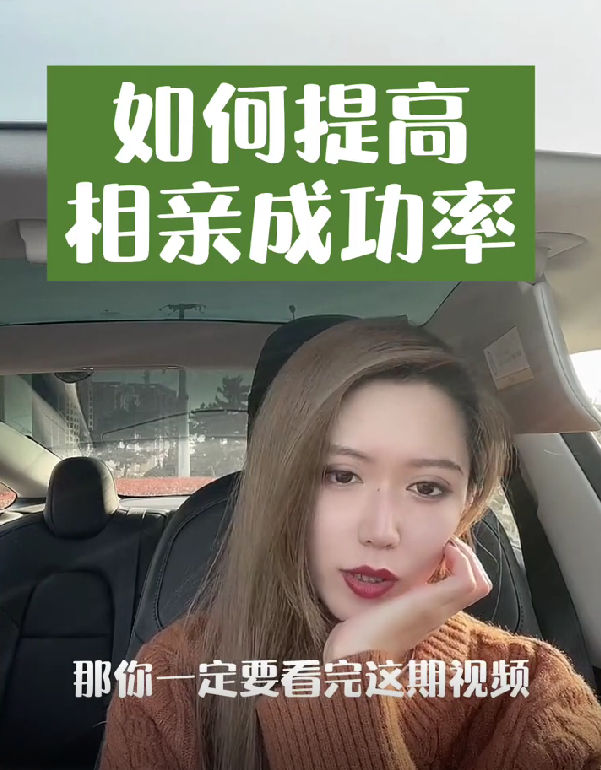 如何提高
相亲成功率
那你一定要看完这期视频